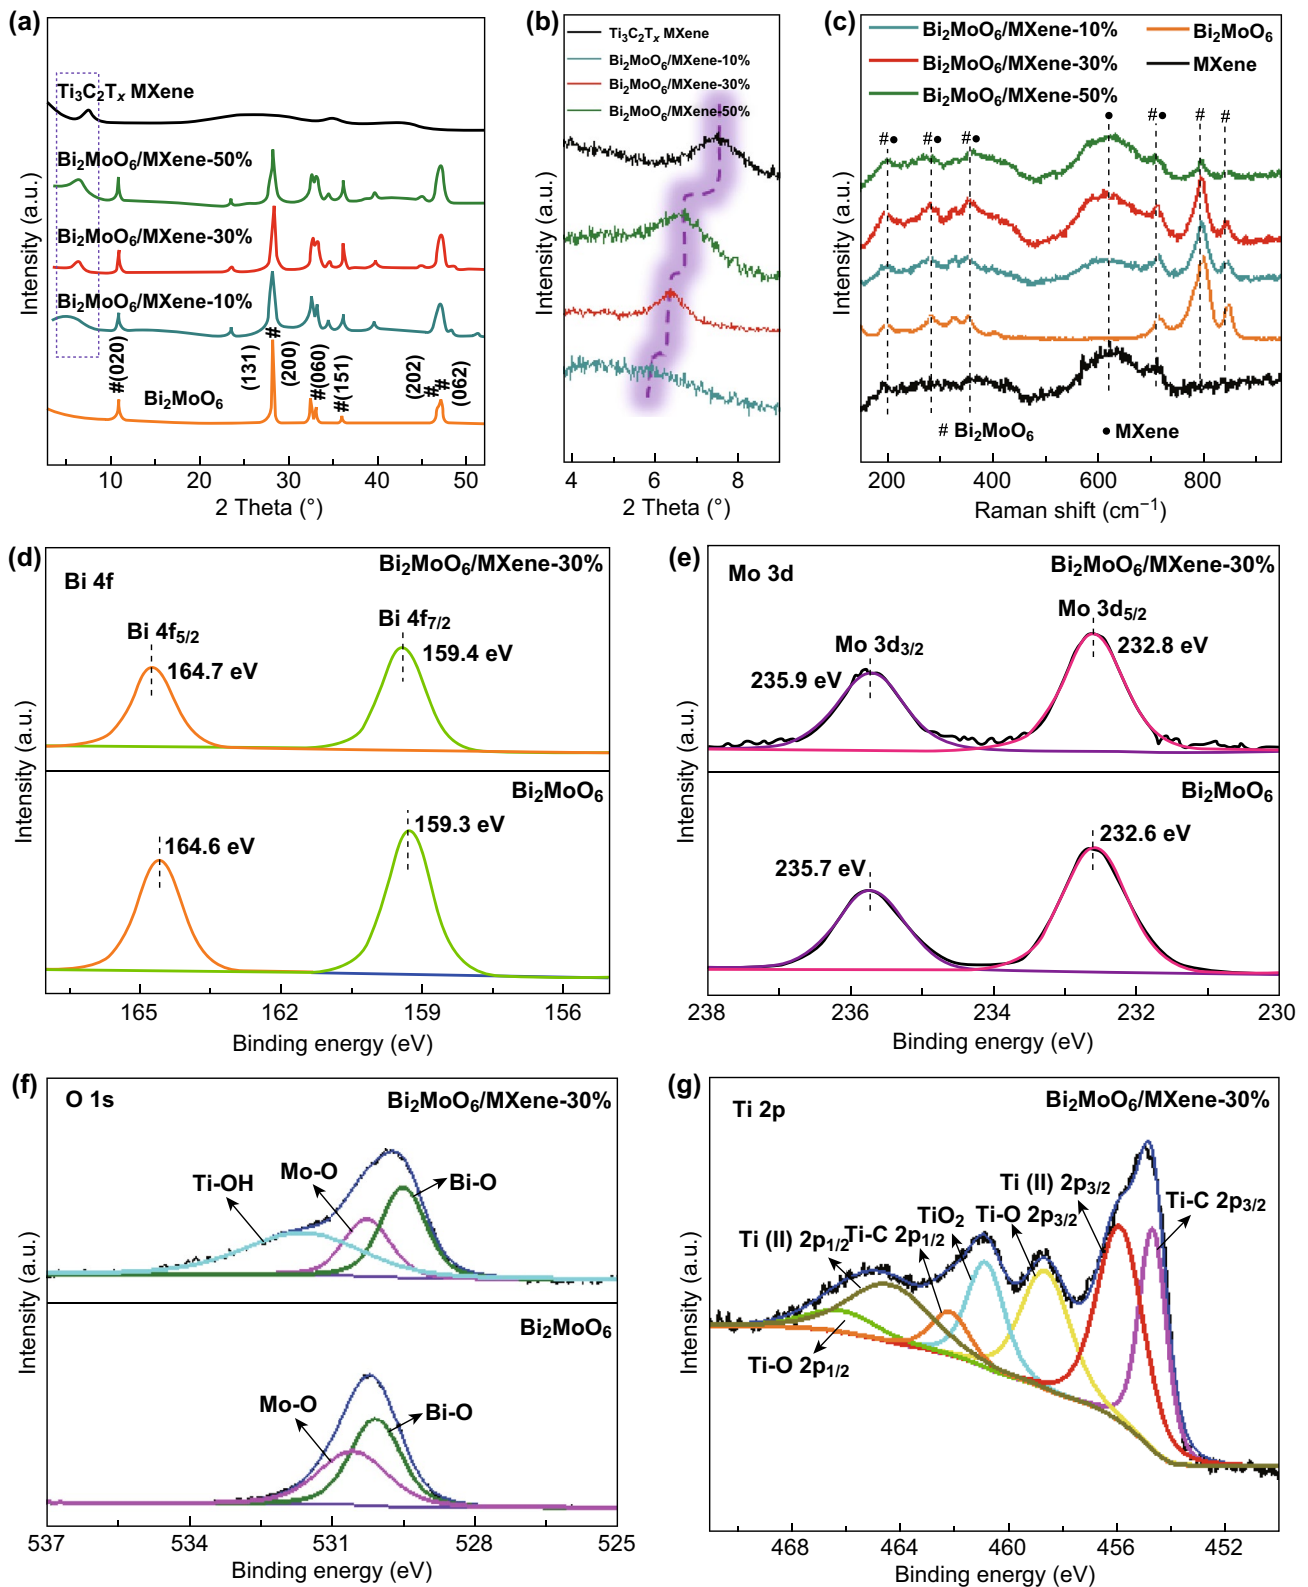 (a)
Ti₃C₂Tₓ MXene
Bi₂MoO₆/MXene-50%
Bi₂MoO₆/MXene-30%
Bi₂MoO₆/MXene-10%
#(020)
(131)
#
(200)
#(060)
#(151)
(202)
#
#
(062)
Bi₂MoO₆
Intensity (a.u.)
10 20 30 40 50
2 Theta (°)
(b)
Ti₃C₂Tₓ MXene
Bi₂MoO₆/MXene-10%
Bi₂MoO₆/MXene-30%
Bi₂MoO₆/MXene-50%
Intensity (a.u.)
4 6 8
2 Theta (°)
(c)
Bi₂MoO₆/MXene-10%
Bi₂MoO₆/MXene-30%
Bi₂MoO₆/MXene-50%
Bi₂MoO₆
MXene
#● #● #● ● #● # #
# Bi₂MoO₆ ● MXene
Intensity (a.u.)
200 400 600 800
Raman shift (cm⁻¹)
(d)
Bi 4f
Bi₂MoO₆/MXene-30%
Bi 4f₅/₂
164.7 eV
Bi 4f₇/₂
159.4 eV
Bi₂MoO₆
164.6 eV
159.3 eV
Intensity (a.u.)
165 162 159 156
Binding energy (eV)
(e)
Mo 3d
Bi₂MoO₆/MXene-30%
Mo 3d₃/₂
235.9 eV
Mo 3d₅/₂
232.8 eV
Bi₂MoO₆
235.7 eV
232.6 eV
Intensity (a.u.)
238 236 234 232 230
Binding energy (eV)
(f)
O 1s
Bi₂MoO₆/MXene-30%
Ti-OH
Mo-O
Bi-O
Bi₂MoO₆
Mo-O
Bi-O
Intensity (a.u.)
537 534 531 528 525
Binding energy (eV)
(g)
Ti 2p
Bi₂MoO₆/MXene-30%
Ti (II) 2p₁/₂
Ti-C 2p₁/₂
TiO₂
Ti-O 2p₃/₂
Ti (II) 2p₃/₂
Ti-C 2p₃/₂
Ti-O 2p₁/₂
Intensity (a.u.)
468 464 460 456 452
Binding energy (eV)